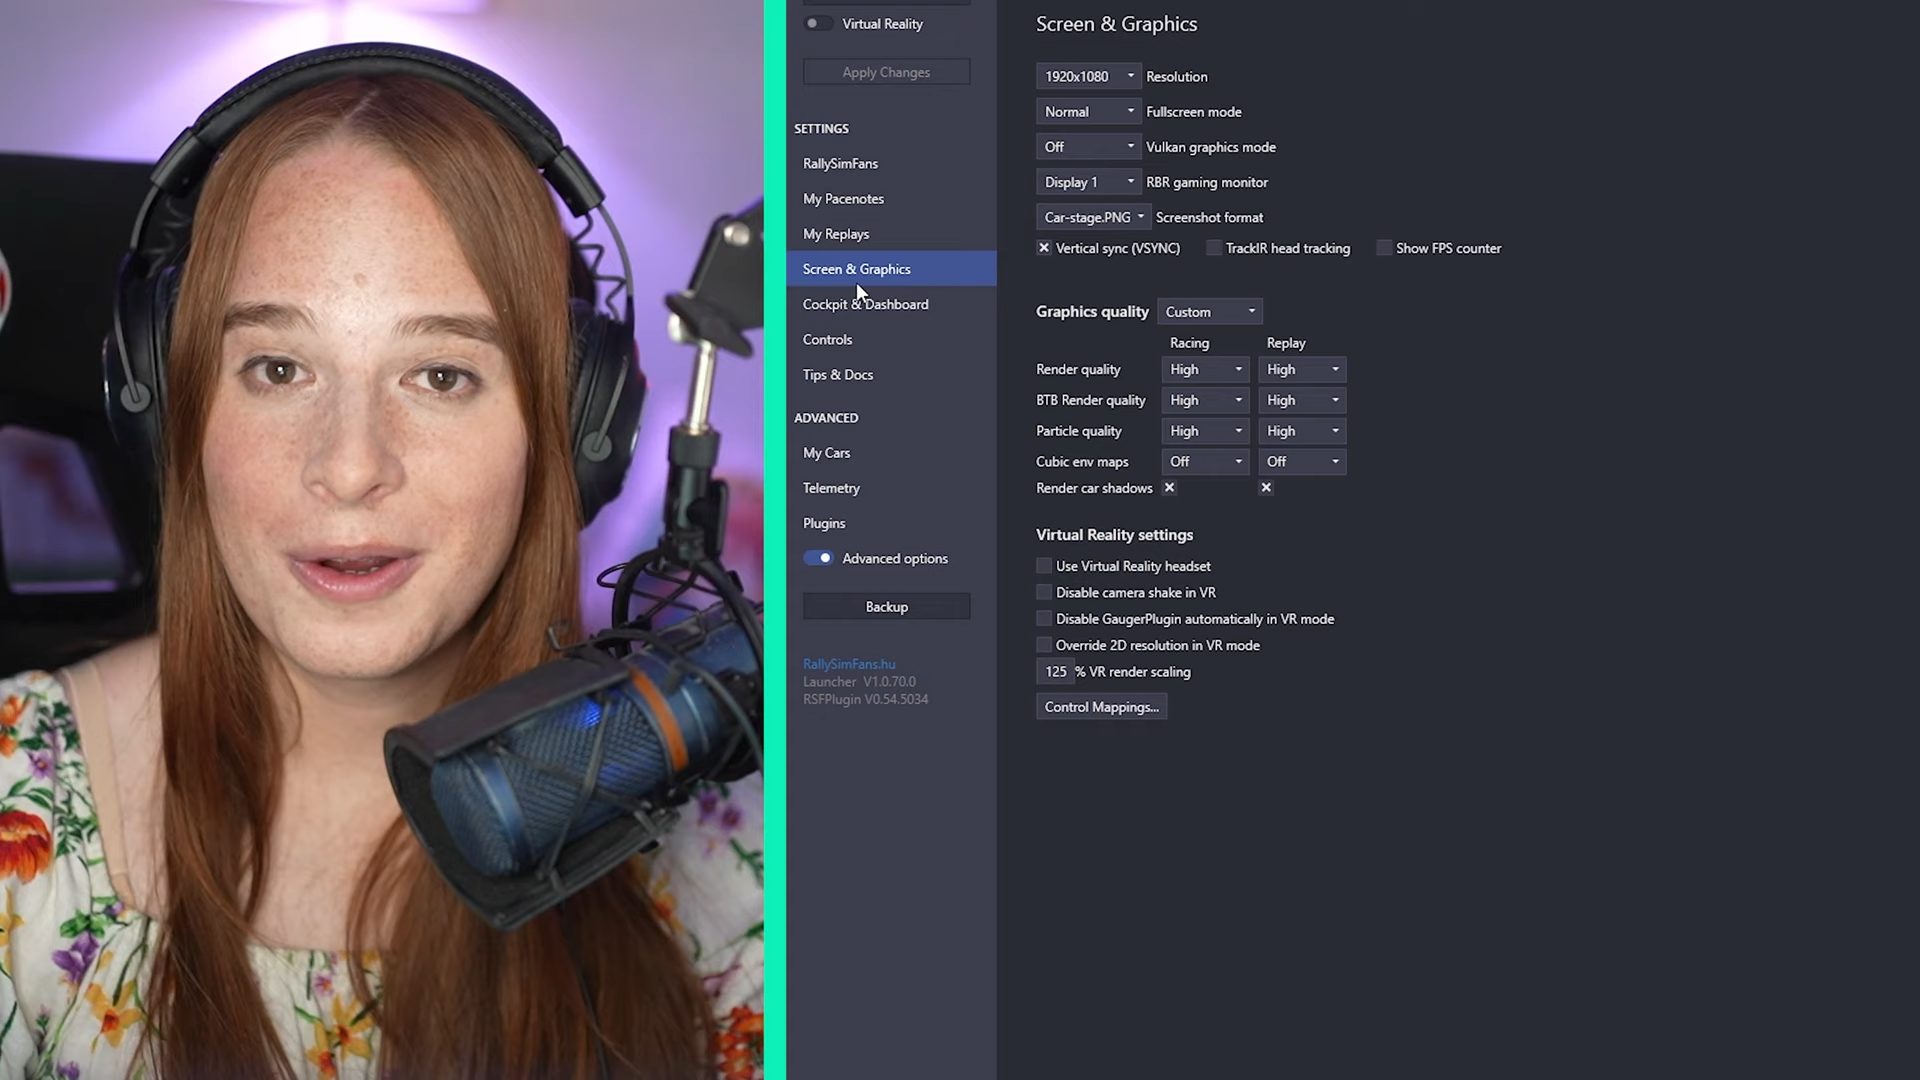 Virtual Reality
Apply Changes
SETTINGS
RallySimFans
My Pacenotes
My Replays
Screen & Graphics
Cockpit & Dashboard
Controls
Tips & Docs
ADVANCED
My Cars
Telemetry
Plugins
Advanced options
Backup
RallySimFans.hu
Launcher V1.0.70.0
RSFPlugin V0.54.5034
Screen & Graphics
1920x1080 Resolution
Normal Fullscreen mode
Off Vulkan graphics mode
Display 1 RBR gaming monitor
Car-stage.PNG Screenshot format
Vertical sync (VSYNC) TrackIR head tracking Show FPS counter
Graphics quality Custom
Racing Replay
Render quality High High
BTB Render quality High High
Particle quality High High
Cubic env maps Off Off
Render car shadows
Virtual Reality settings
Use Virtual Reality headset
Disable camera shake in VR
Disable GaugerPlugin automatically in VR mode
Override 2D resolution in VR mode
125 % VR render scaling
Control Mappings...